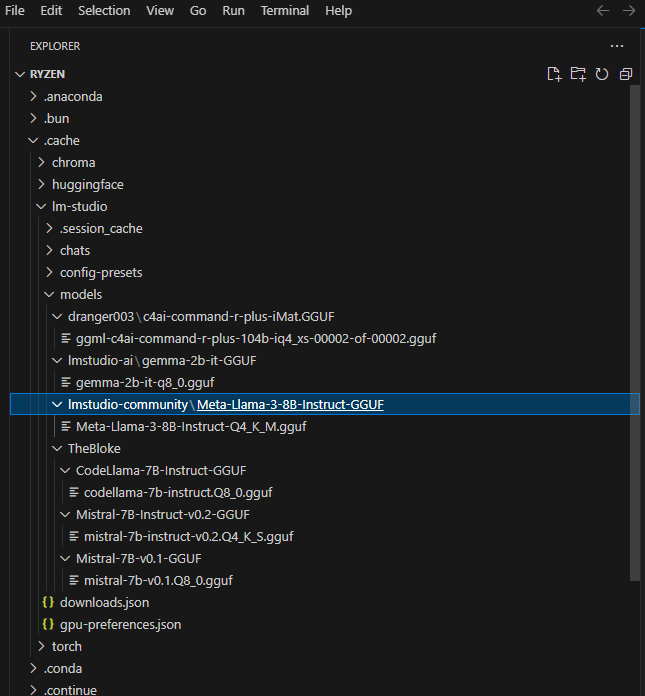 File Edit Selection View Go Run Terminal Help
EXPLORER
RYZEN
.anaconda
.bun
.cache
chroma
huggingface
lm-studio
.session_cache
chats
config-presets
models
dranger003\c4ai-command-r-plus-iMat.GGUF
ggml-c4ai-command-r-plus-104b-iq4_xs-00002-of-00002.gguf
lmstudio-ai\gemma-2b-it-GGUF
gemma-2b-it-q8_0.gguf
lmstudio-community\Meta-Llama-3-8B-Instruct-GGUF
Meta-Llama-3-8B-Instruct-Q4_K_M.gguf
TheBloke
CodeLlama-7B-Instruct-GGUF
codellama-7b-instruct.Q8_0.gguf
Mistral-7B-Instruct-v0.2-GGUF
mistral-7b-instruct-v0.2.Q4_K_S.gguf
Mistral-7B-v0.1-GGUF
mistral-7b-v0.1.Q8_0.gguf
downloads.json
gpu-preferences.json
torch
.conda
.continue